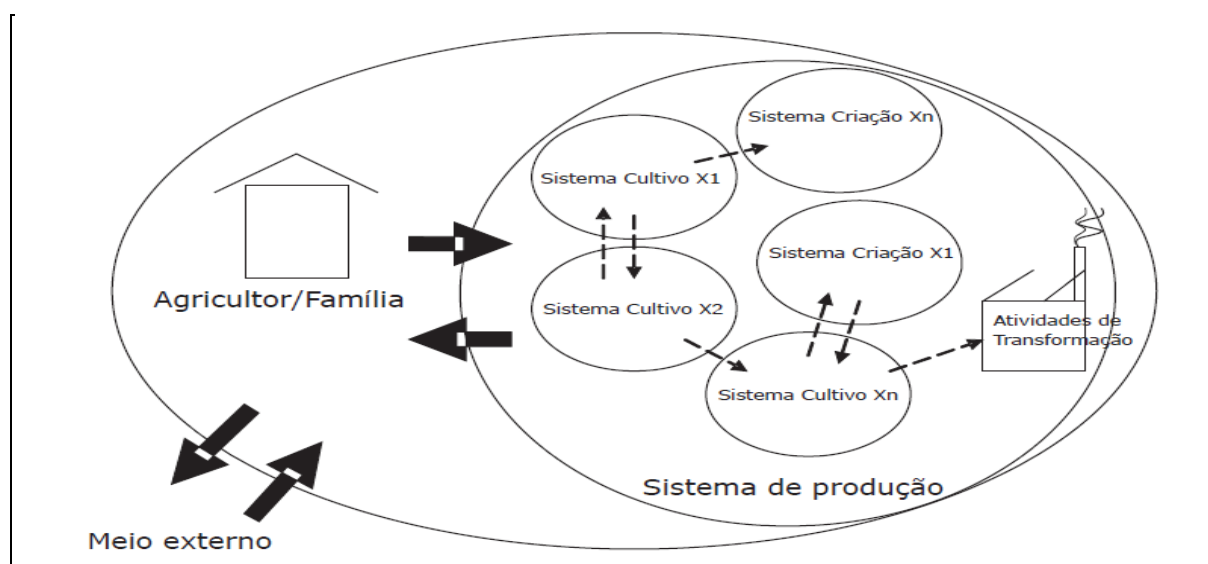 Sistema Criação Xn
Sistema Cultivo X1
Sistema Criação X1
Agricultor/Família
Sistema Cultivo X2
Atividades de
Transformação
Sistema Cultivo Xn
Sistema de produção
Meio externo